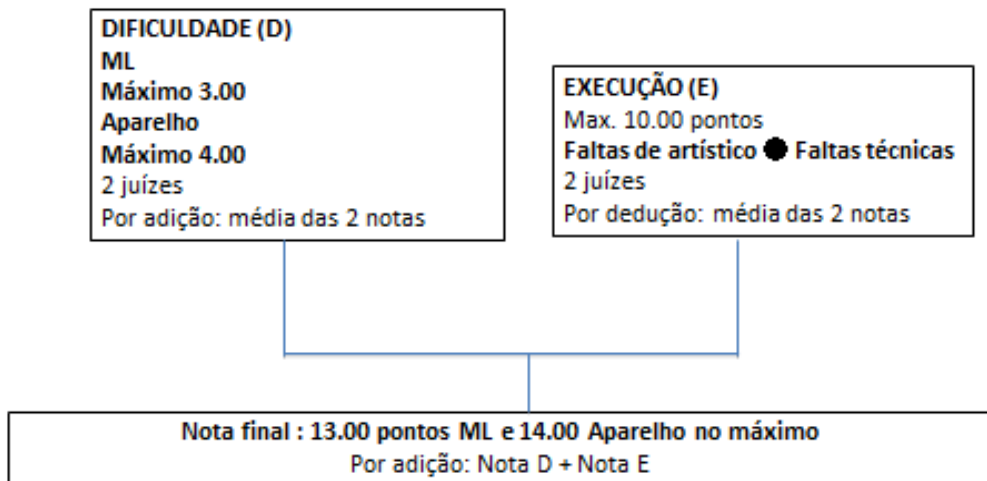 DIFICULDADE (D)
ML
Máximo 3.00
Aparelho
Máximo 4.00
2 juízes
Por adição: média das 2 notas
EXECUÇÃO (E)
Max. 10.00 pontos
Faltas de artístico ● Faltas técnicas
2 juízes
Por dedução: média das 2 notas
Nota final : 13.00 pontos ML e 14.00 Aparelho no máximo
Por adição: Nota D + Nota E